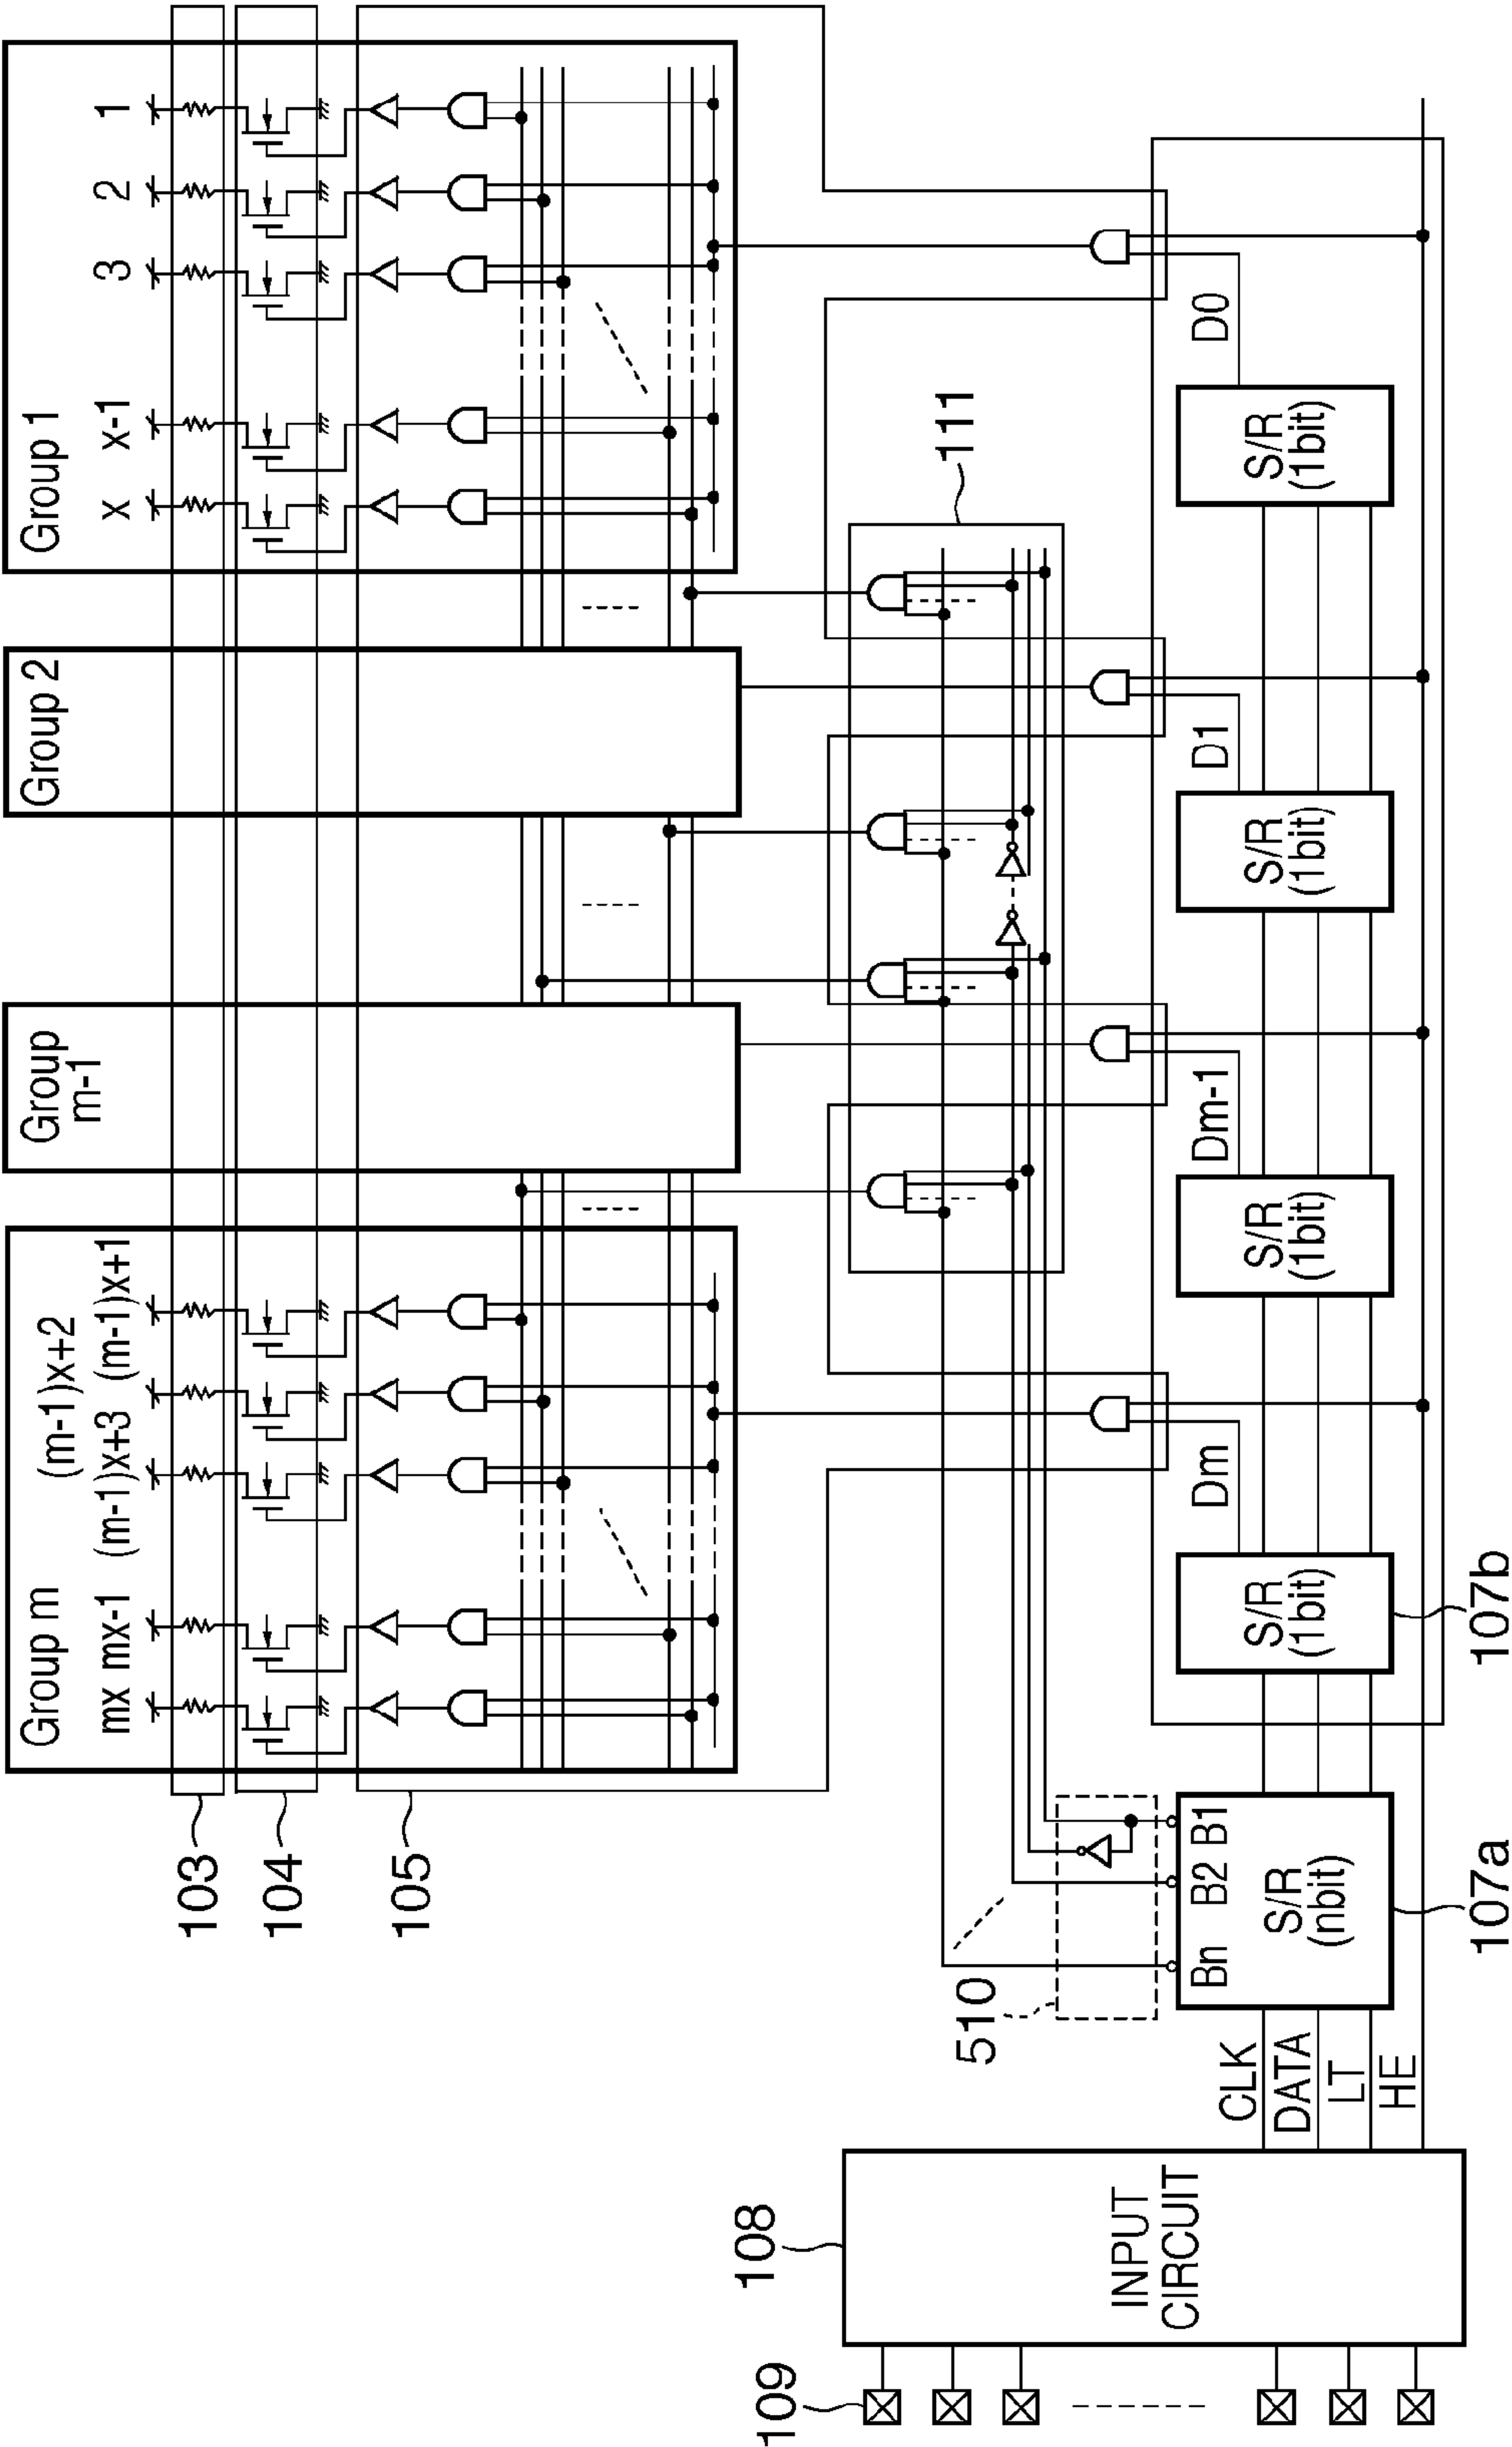 103
104
105
Group m
mx
mx-1
(m-1)x+3
(m-1)x+2
(m-1)x+1
Group
m-1
Group 2
Group 1
x
x-1
3
2
1
111
510
109
108
INPUT
CIRCUIT
CLK
DATA
LT
HE
Bn
B2
B1
S/R
(nbit)
107a
Dm
S/R
(1bit)
107b
Dm-1
S/R
(1bit)
D1
S/R
(1bit)
D0
S/R
(1bit)